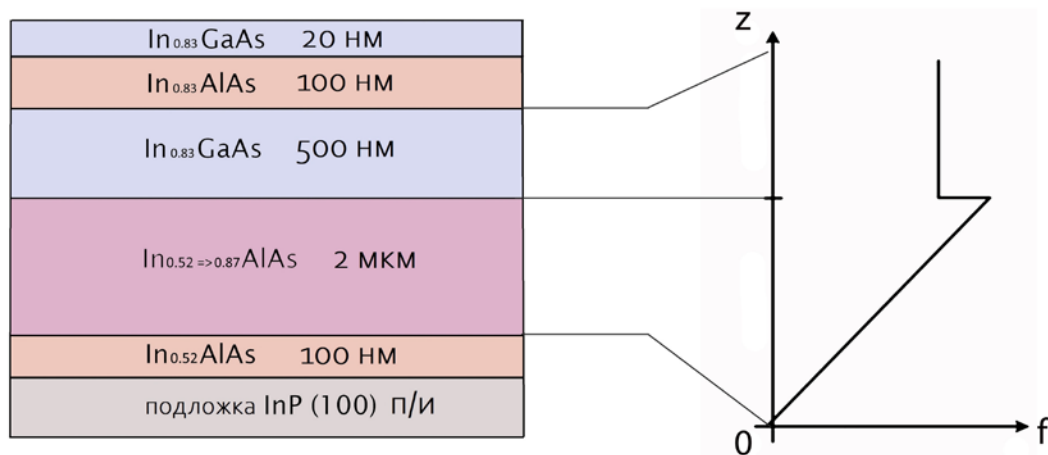 In0.83GaAs 20 нм
In0.83AlAs 100 нм
In0.83GaAs 500 нм
In0.52=>0.87AlAs 2 мкм
In0.52AlAs 100 нм
подложка InP (100) п/и
z
0
f